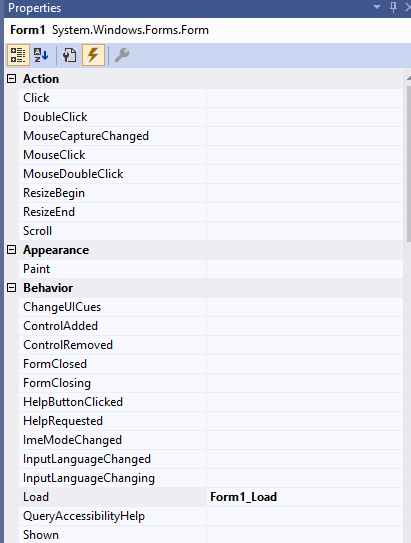 Properties
Form1 System.Windows.Forms.Form
Action
Click
DoubleClick
MouseCaptureChanged
MouseClick
MouseDoubleClick
ResizeBegin
ResizeEnd
Scroll
Appearance
Paint
Behavior
ChangeUICues
ControlAdded
ControlRemoved
FormClosed
FormClosing
HelpButtonClicked
HelpRequested
ImeModeChanged
InputLanguageChanged
InputLanguageChanging
Load Form1_Load
QueryAccessibilityHelp
Shown